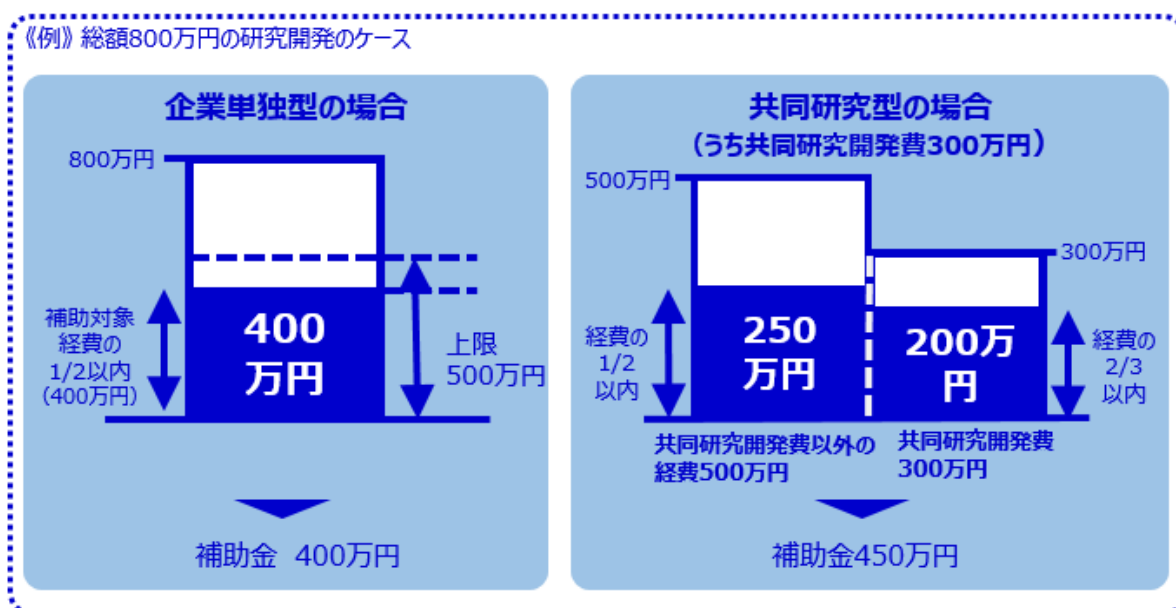 《例》 総額800万円の研究開発のケース
企業単独型の場合
800万円
補助対象
経費の
1/2以内
(400万円)
400
万円
上限
500万円
補助金 400万円
共同研究型の場合
(うち共同研究開発費300万円)
500万円
300万円
経費の
1/2
以内
250
万円
200万
円
経費の
2/3
以内
共同研究開発費以外の
経費500万円
共同研究開発費
300万円
補助金450万円